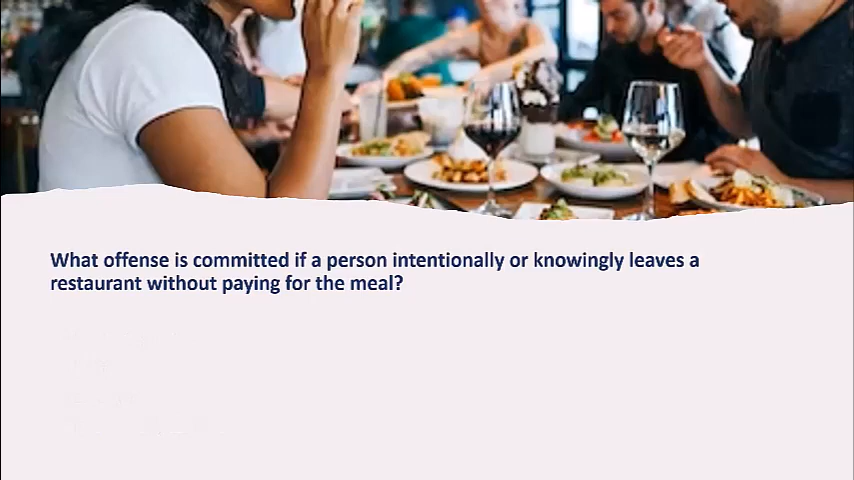 What offense is committed if a person intentionally or knowingly leaves a
restaurant without paying for the meal?